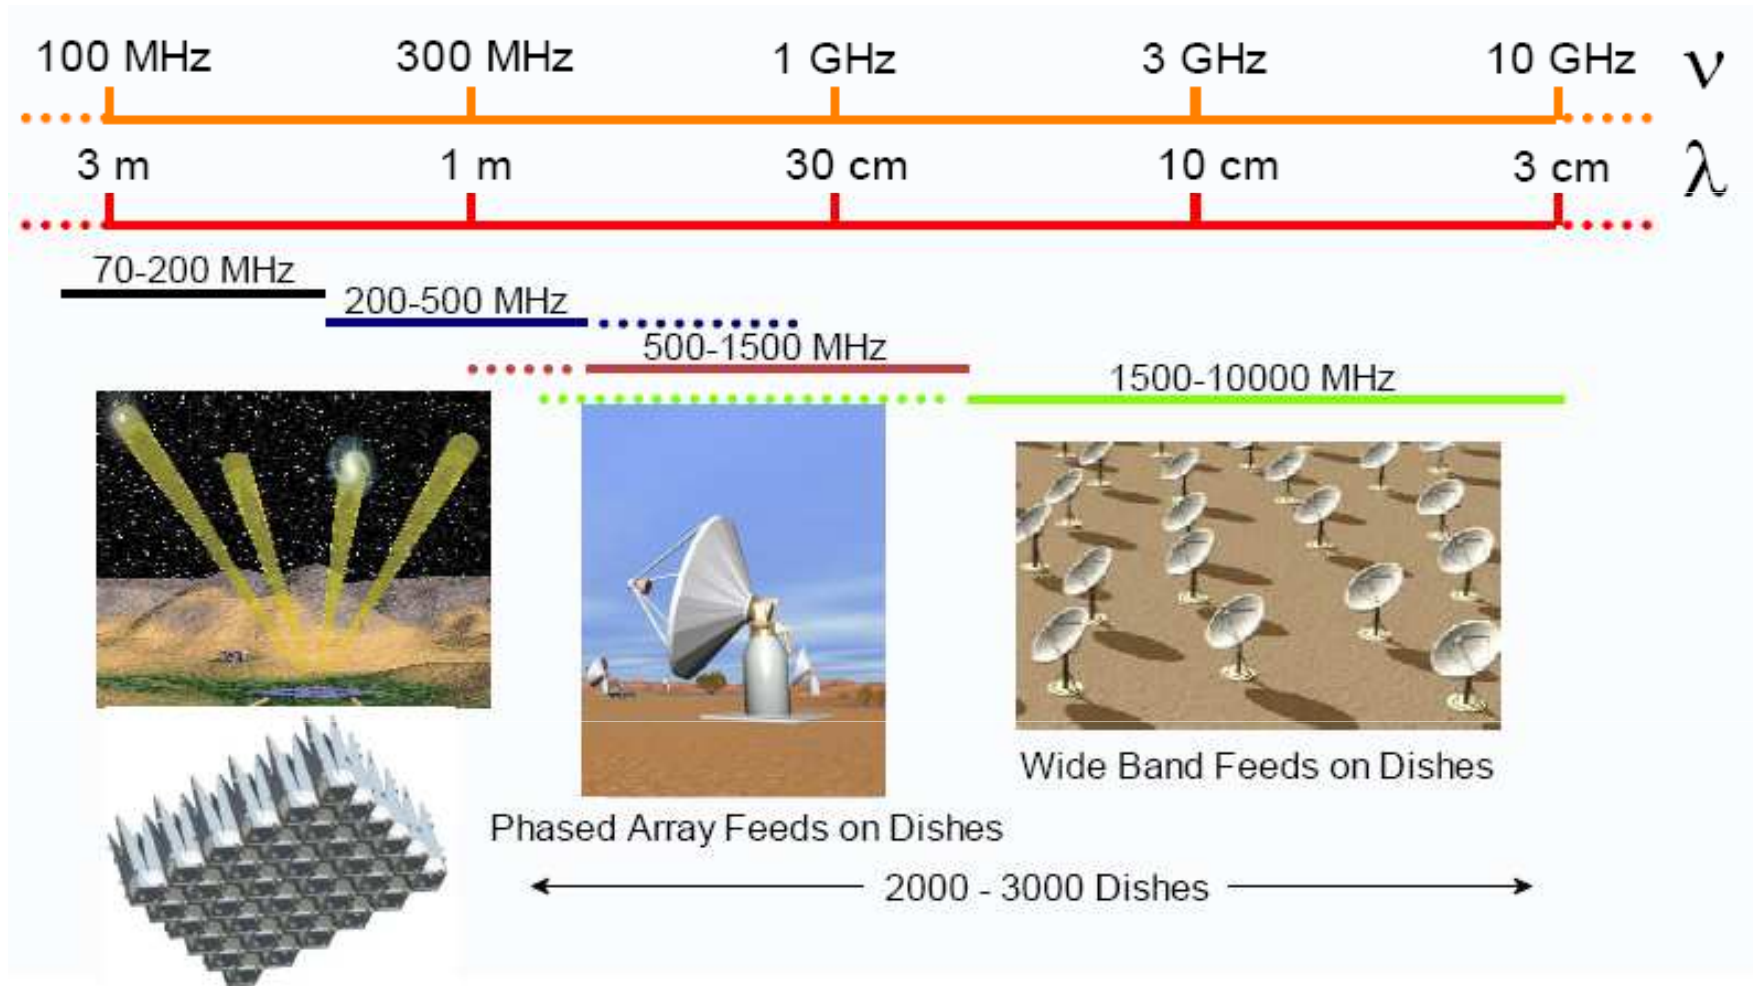 100 MHz 300 MHz 1 GHz 3 GHz 10 GHz ν
3 m 1 m 30 cm 10 cm 3 cm λ
70-200 MHz
200-500 MHz
500-1500 MHz
1500-10000 MHz
Wide Band Feeds on Dishes
Phased Array Feeds on Dishes
2000 - 3000 Dishes